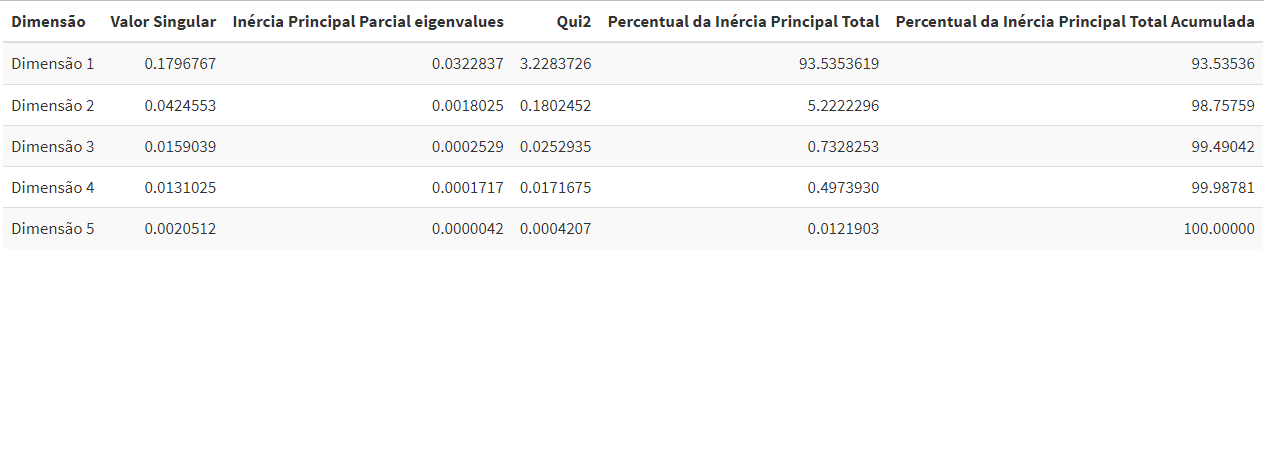 Dimensão Valor Singular Inércia Principal Parcial eigenvalues Qui2 Percentual da Inércia Principal Total Percentual da Inércia Principal Total Acumulada
Dimensão 1 0.1796767 0.0322837 3.2283726 93.5353619 93.53536
Dimensão 2 0.0424553 0.0018025 0.1802452 5.2222296 98.75759
Dimensão 3 0.0159039 0.0002529 0.0252935 0.7328253 99.49042
Dimensão 4 0.0131025 0.0001717 0.0171675 0.4973930 99.98781
Dimensão 5 0.0020512 0.0000042 0.0004207 0.0121903 100.00000